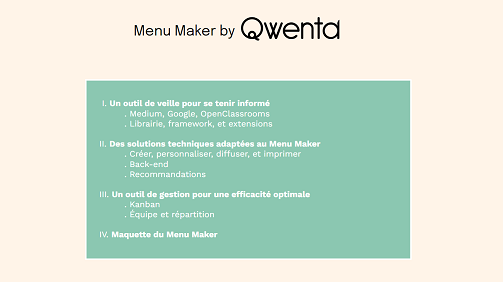 Menu Maker by Qwenta
I. Un outil de veille pour se tenir informé
. Medium, Google, OpenClassrooms
. Librairie, framework, et extensions
II. Des solutions techniques adaptées au Menu Maker
. Créer, personnaliser, diffuser, et imprimer
. Back-end
. Recommandations
III. Un outil de gestion pour une efficacité optimale
. Kanban
. Équipe et répartition
IV. Maquette du Menu Maker